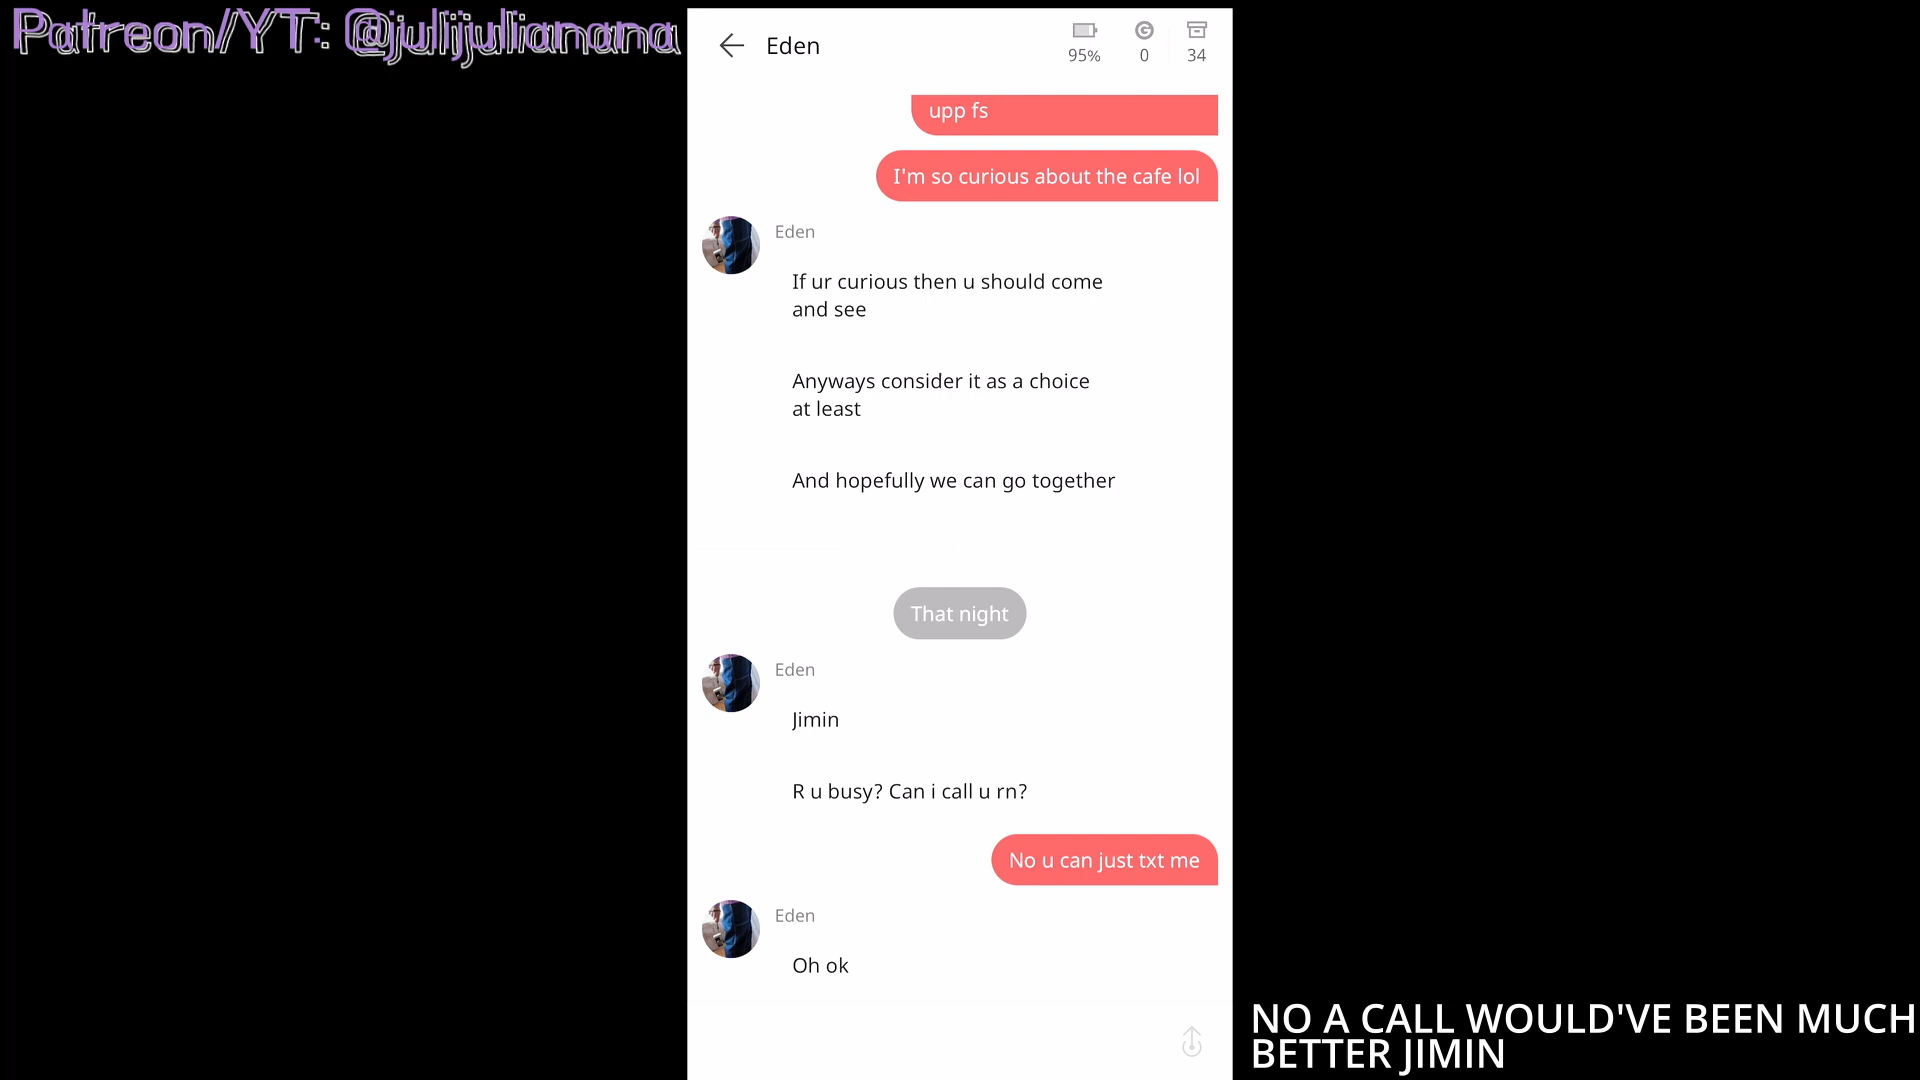 Patreon/YT: @julijulianana
Eden
95%
0
34
upp fs
I'm so curious about the cafe lol
Eden
If ur curious then u should come
and see
Anyways consider it as a choice
at least
And hopefully we can go together
That night
Eden
Jimin
R u busy? Can i call u rn?
No u can just txt me
Eden
Oh ok
NO A CALL WOULD'VE BEEN MUCH
BETTER JIMIN